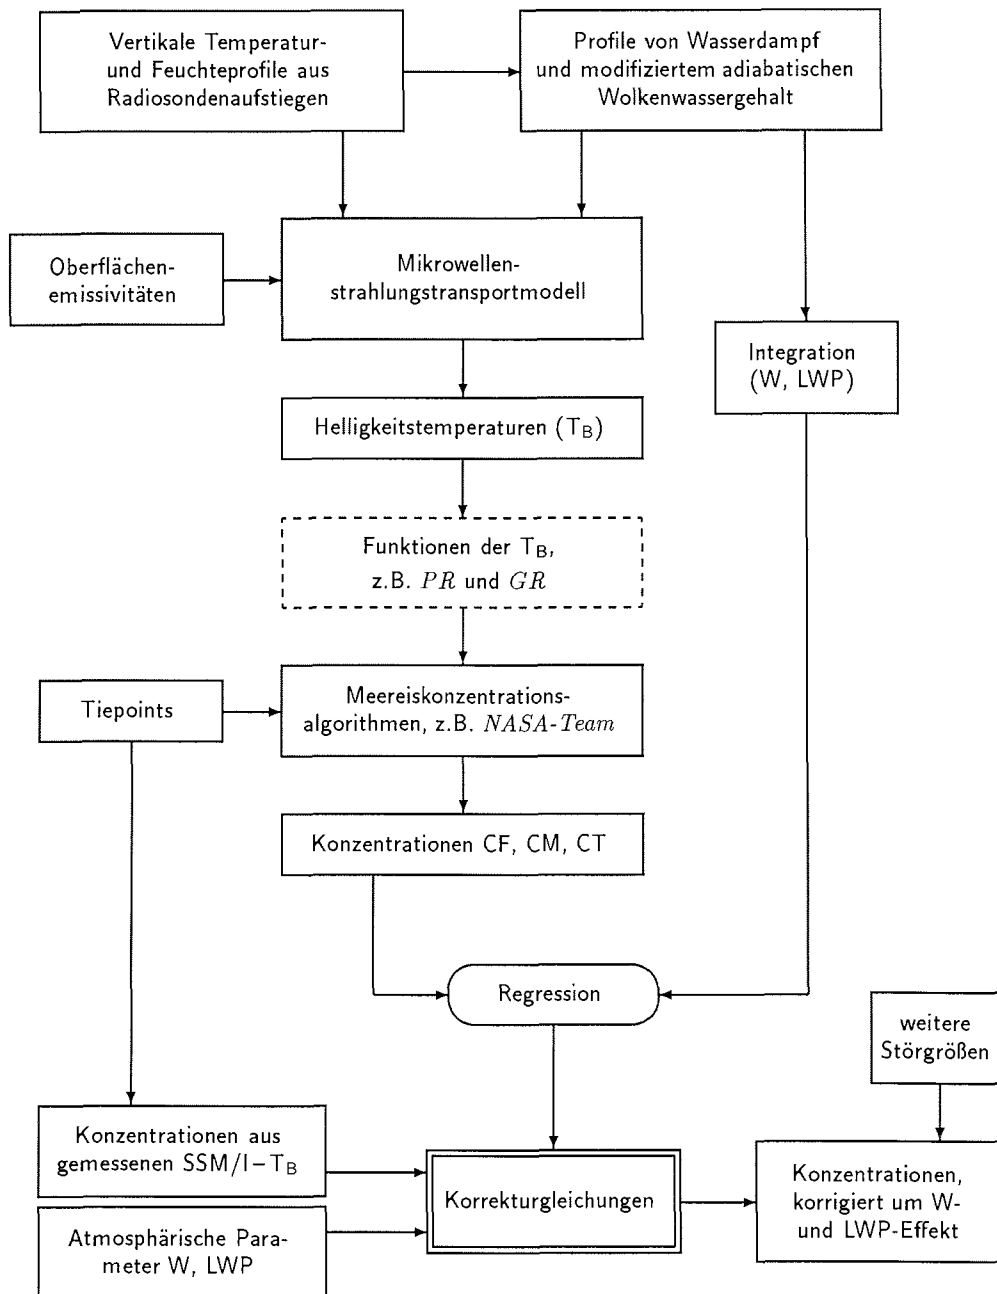 Vertikale Temperatur-
und Feuchteprofile aus
Radiosondenaufstiegen
Profile von Wasserdampf
und modifiziertem adiabatischen
Wolkenwassergehalt
Oberflächen-
emissivitäten
Mikrowellen-
strahlungstransportmodell
Integration
(W, LWP)
Helligkeitstemperaturen (T_B)
Funktionen der T_B,
z.B. PR und GR
Tiepoints
Meereiskonzentrations-
algorithmen, z.B. NASA-Team
Konzentrationen CF, CM, CT
Regression
weitere
Störgrößen
Konzentrationen aus
gemessenen SSM/I–T_B
Korrekturgleichungen
Konzentrationen,
korrigiert um W-
und LWP-Effekt
Atmosphärische Para-
meter W, LWP